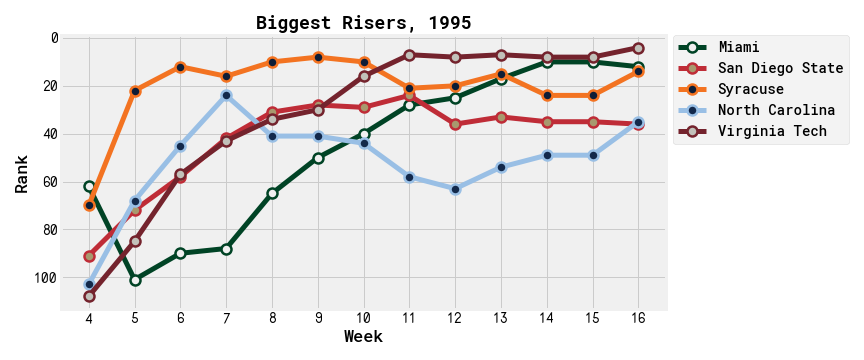 Biggest Risers, 1995
Miami
San Diego State
Syracuse
North Carolina
Virginia Tech
Rank
0
20
40
60
80
100
4 5 6 7 8 9 10 11 12 13 14 15 16
Week